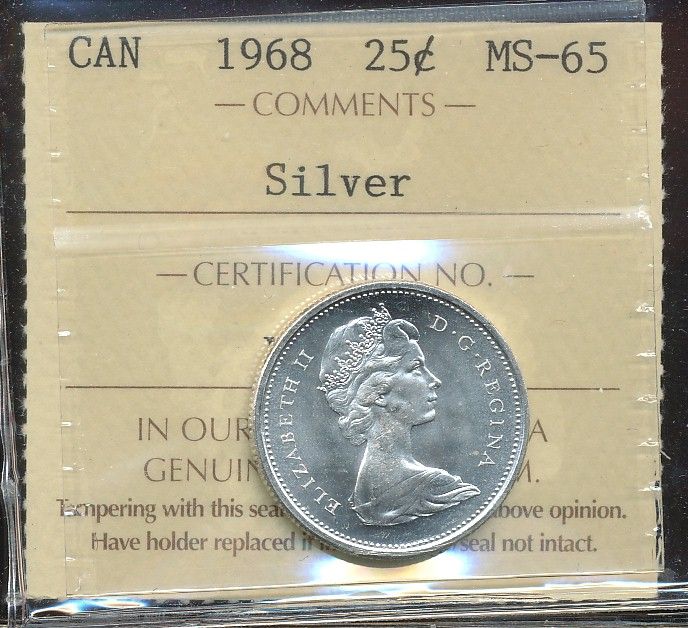 CAN 1968 25¢ MS-65
— COMMENTS —
Silver
— CERTIFICATION NO. —
IN OUR A
GENUIN M.
Tampering with this sea above opinion.
Have holder replaced if seal not intact.
ELIZABETH II D·G·REGINA